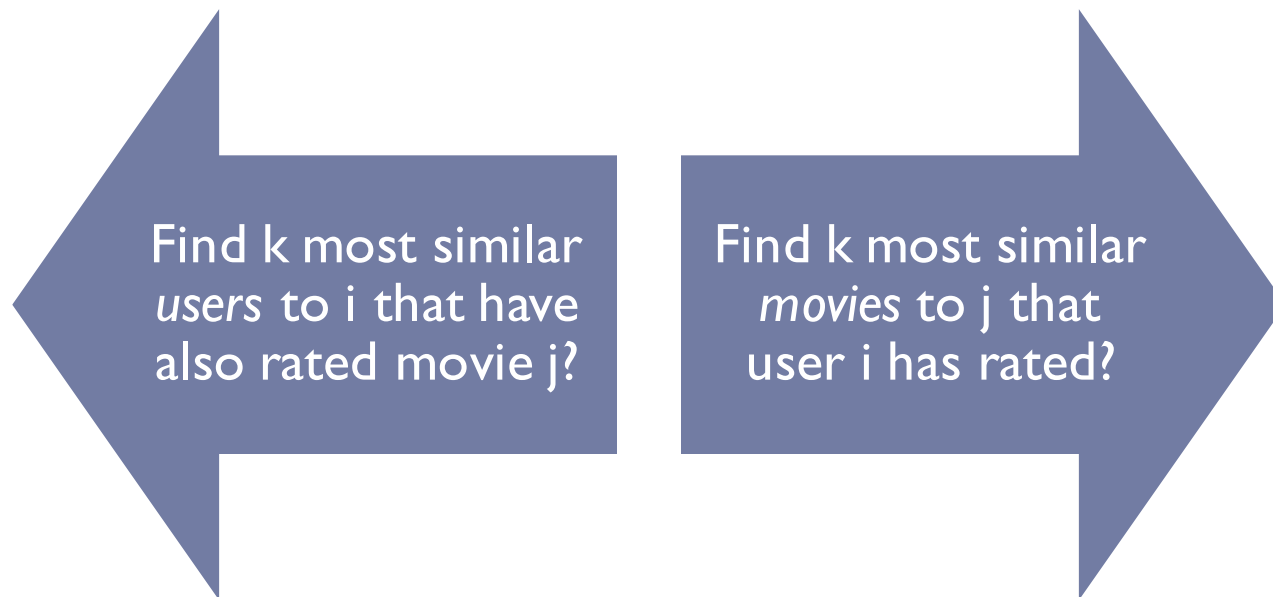 Find k most similar
users to i that have
also rated movie j?
Find k most similar
movies to j that
user i has rated?